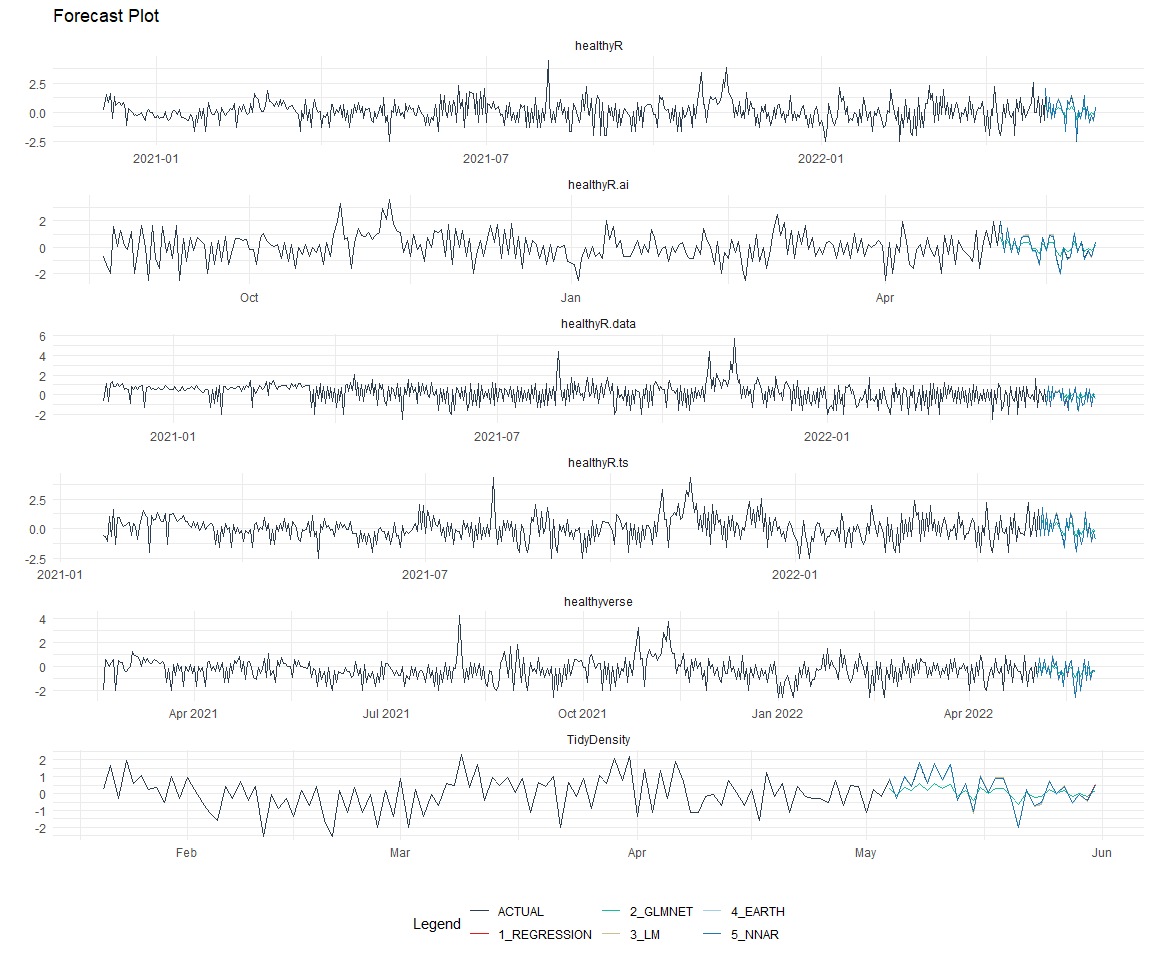 Forecast Plot
healthyR
2.5
0.0
-2.5
2021-01 2021-07 2022-01
healthyR.ai
2
0
-2
Oct Jan Apr
healthyR.data
6
4
2
0
-2
2021-01 2021-07 2022-01
healthyR.ts
2.5
0.0
-2.5
2021-01 2021-07 2022-01
healthyverse
4
2
0
-2
Apr 2021 Jul 2021 Oct 2021 Jan 2022 Apr 2022
TidyDensity
2
1
0
-1
-2
Feb Mar Apr May Jun
Legend
ACTUAL 2_GLMNET 4_EARTH
1_REGRESSION 3_LM 5_NNAR